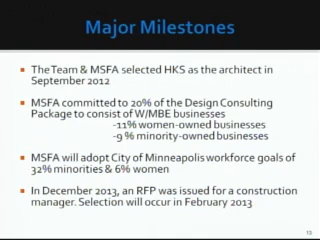 Major Milestones
The Team & MSFA selected HKS as the architect in
September 2012
MSFA committed to 20% of the Design Consulting
Package to consist of W/MBE businesses
-11% women-owned businesses
-9 % minority-owned businesses
MSFA will adopt City of Minneapolis workforce goals of
32% minorities & 6% women
In December 2013, an RFP was issued for a construction
manager. Selection will occur in February 2013
13